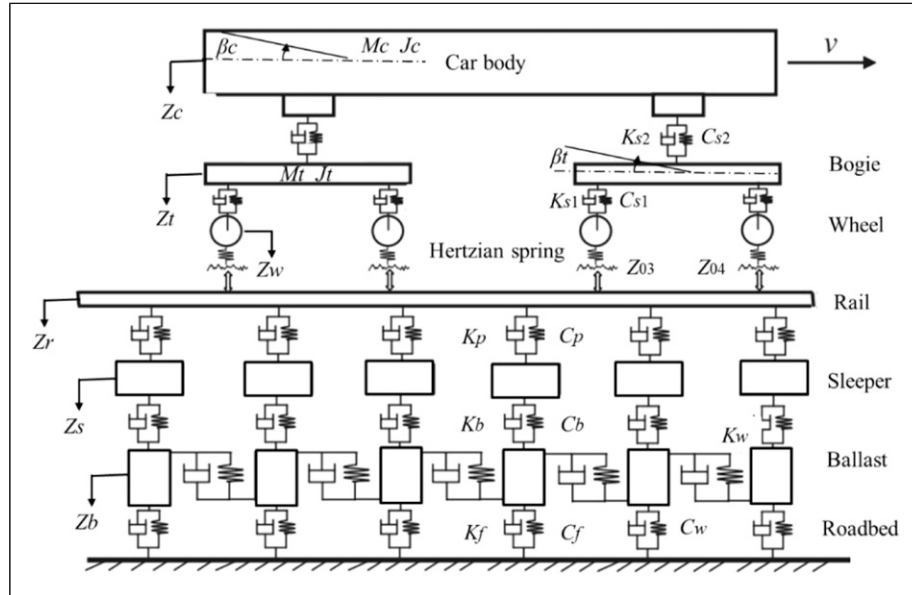 βc
Mc Jc
Car body
v
Zc
Ks2 Cs2
βt
Bogie
Mt Jt
Zt
Ks1 Cs1
Wheel
Hertzian spring
Zw
Z03
Z04
Rail
Zr
Kp Cp
Sleeper
Zs
Kb Cb
Kw
Ballast
Zb
Kf Cf
Cw
Roadbed